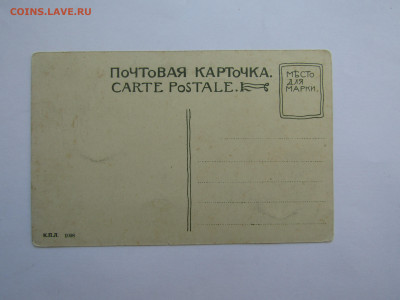 COINS.LAVE.RU
ПОЧТОВАЯ КАРТОЧКА.
CARTE POSTALE.
МѢСТО
ДЛЯ
МАРКИ.